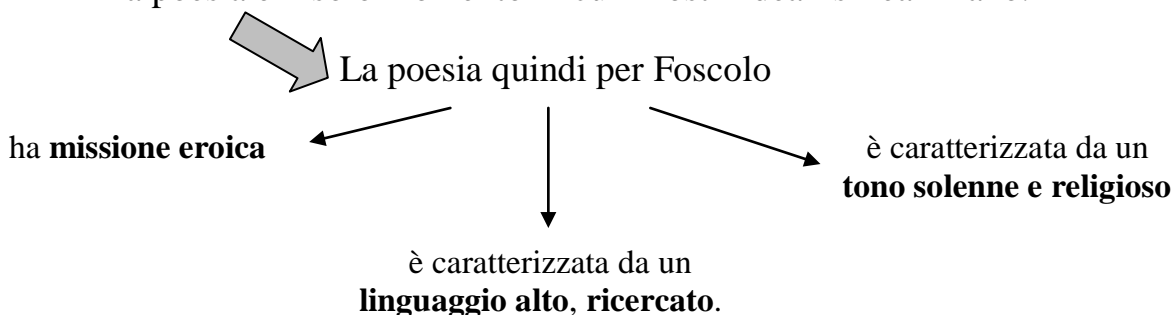 La poesia quindi per Foscolo
ha missione eroica
è caratterizzata da un
tono solenne e religioso
è caratterizzata da un
linguaggio alto, ricercato.